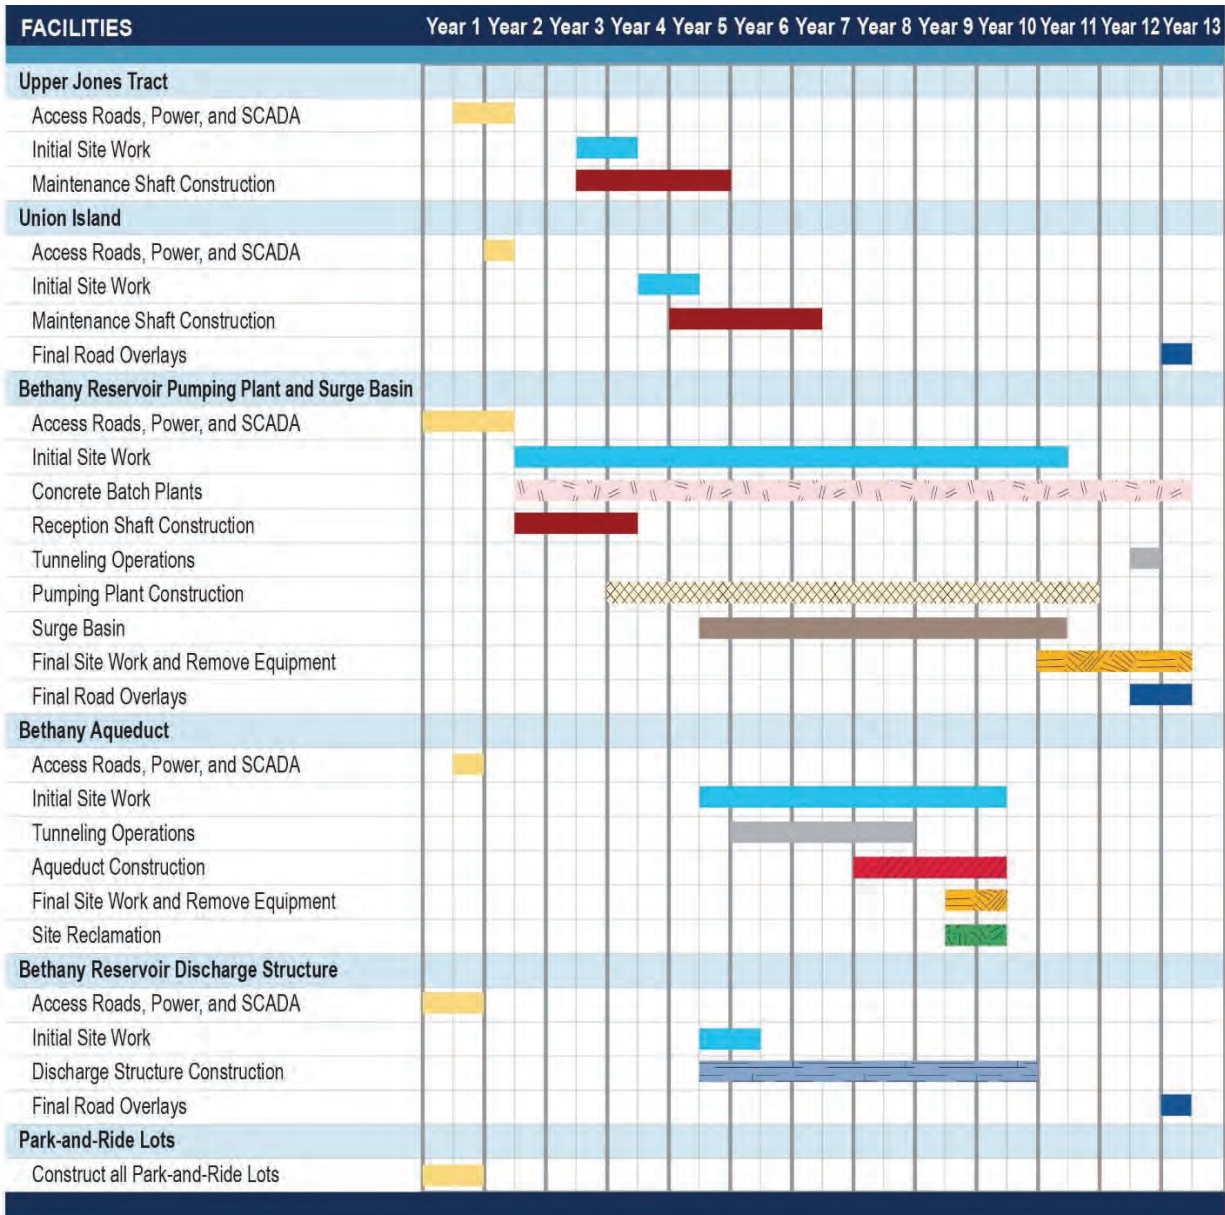 FACILITIES Year 1 Year 2 Year 3 Year 4 Year 5 Year 6 Year 7 Year 8 Year 9 Year 10 Year 11 Year 12 Year 13
Upper Jones Tract
Access Roads, Power, and SCADA
Initial Site Work
Maintenance Shaft Construction
Union Island
Access Roads, Power, and SCADA
Initial Site Work
Maintenance Shaft Construction
Final Road Overlays
Bethany Reservoir Pumping Plant and Surge Basin
Access Roads, Power, and SCADA
Initial Site Work
Concrete Batch Plants
Reception Shaft Construction
Tunneling Operations
Pumping Plant Construction
Surge Basin
Final Site Work and Remove Equipment
Final Road Overlays
Bethany Aqueduct
Access Roads, Power, and SCADA
Initial Site Work
Tunneling Operations
Aqueduct Construction
Final Site Work and Remove Equipment
Site Reclamation
Bethany Reservoir Discharge Structure
Access Roads, Power, and SCADA
Initial Site Work
Discharge Structure Construction
Final Road Overlays
Park-and-Ride Lots
Construct all Park-and-Ride Lots